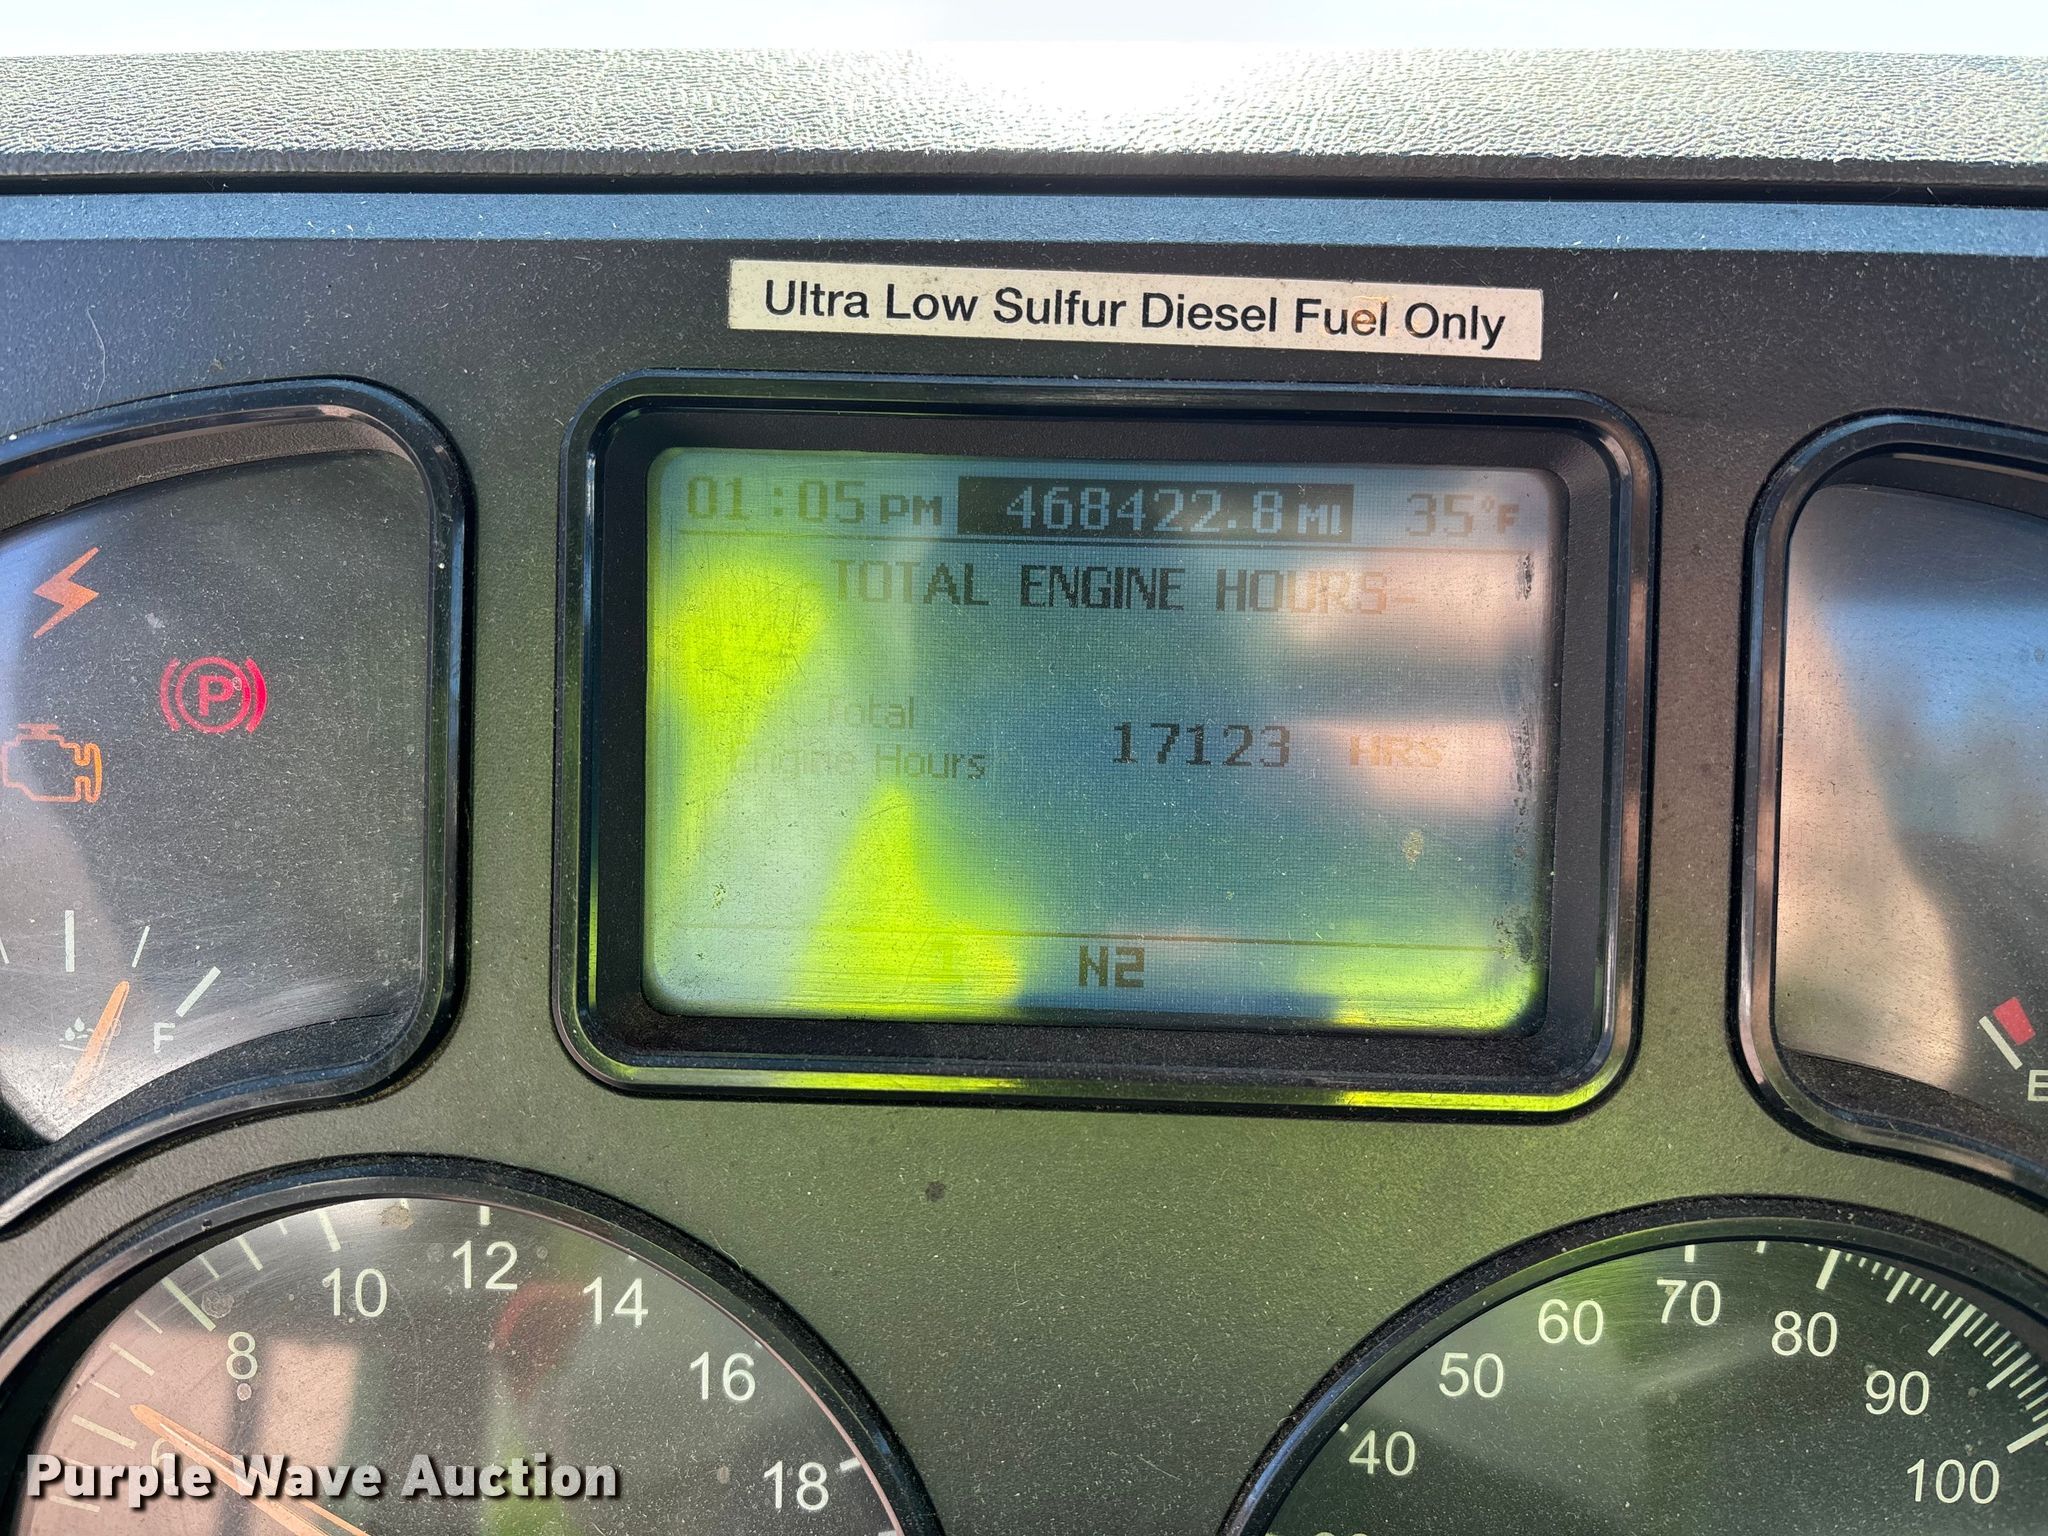 Ultra Low Sulfur Diesel Fuel Only
01:05 PM 468422.8 MI 35°F
TOTAL ENGINE HOURS-
Total
Engine Hours 17123 HRS
N2
P
F
E
6 8 10 12 14 16 18
40 50 60 70 80 90 100
Purple Wave Auction